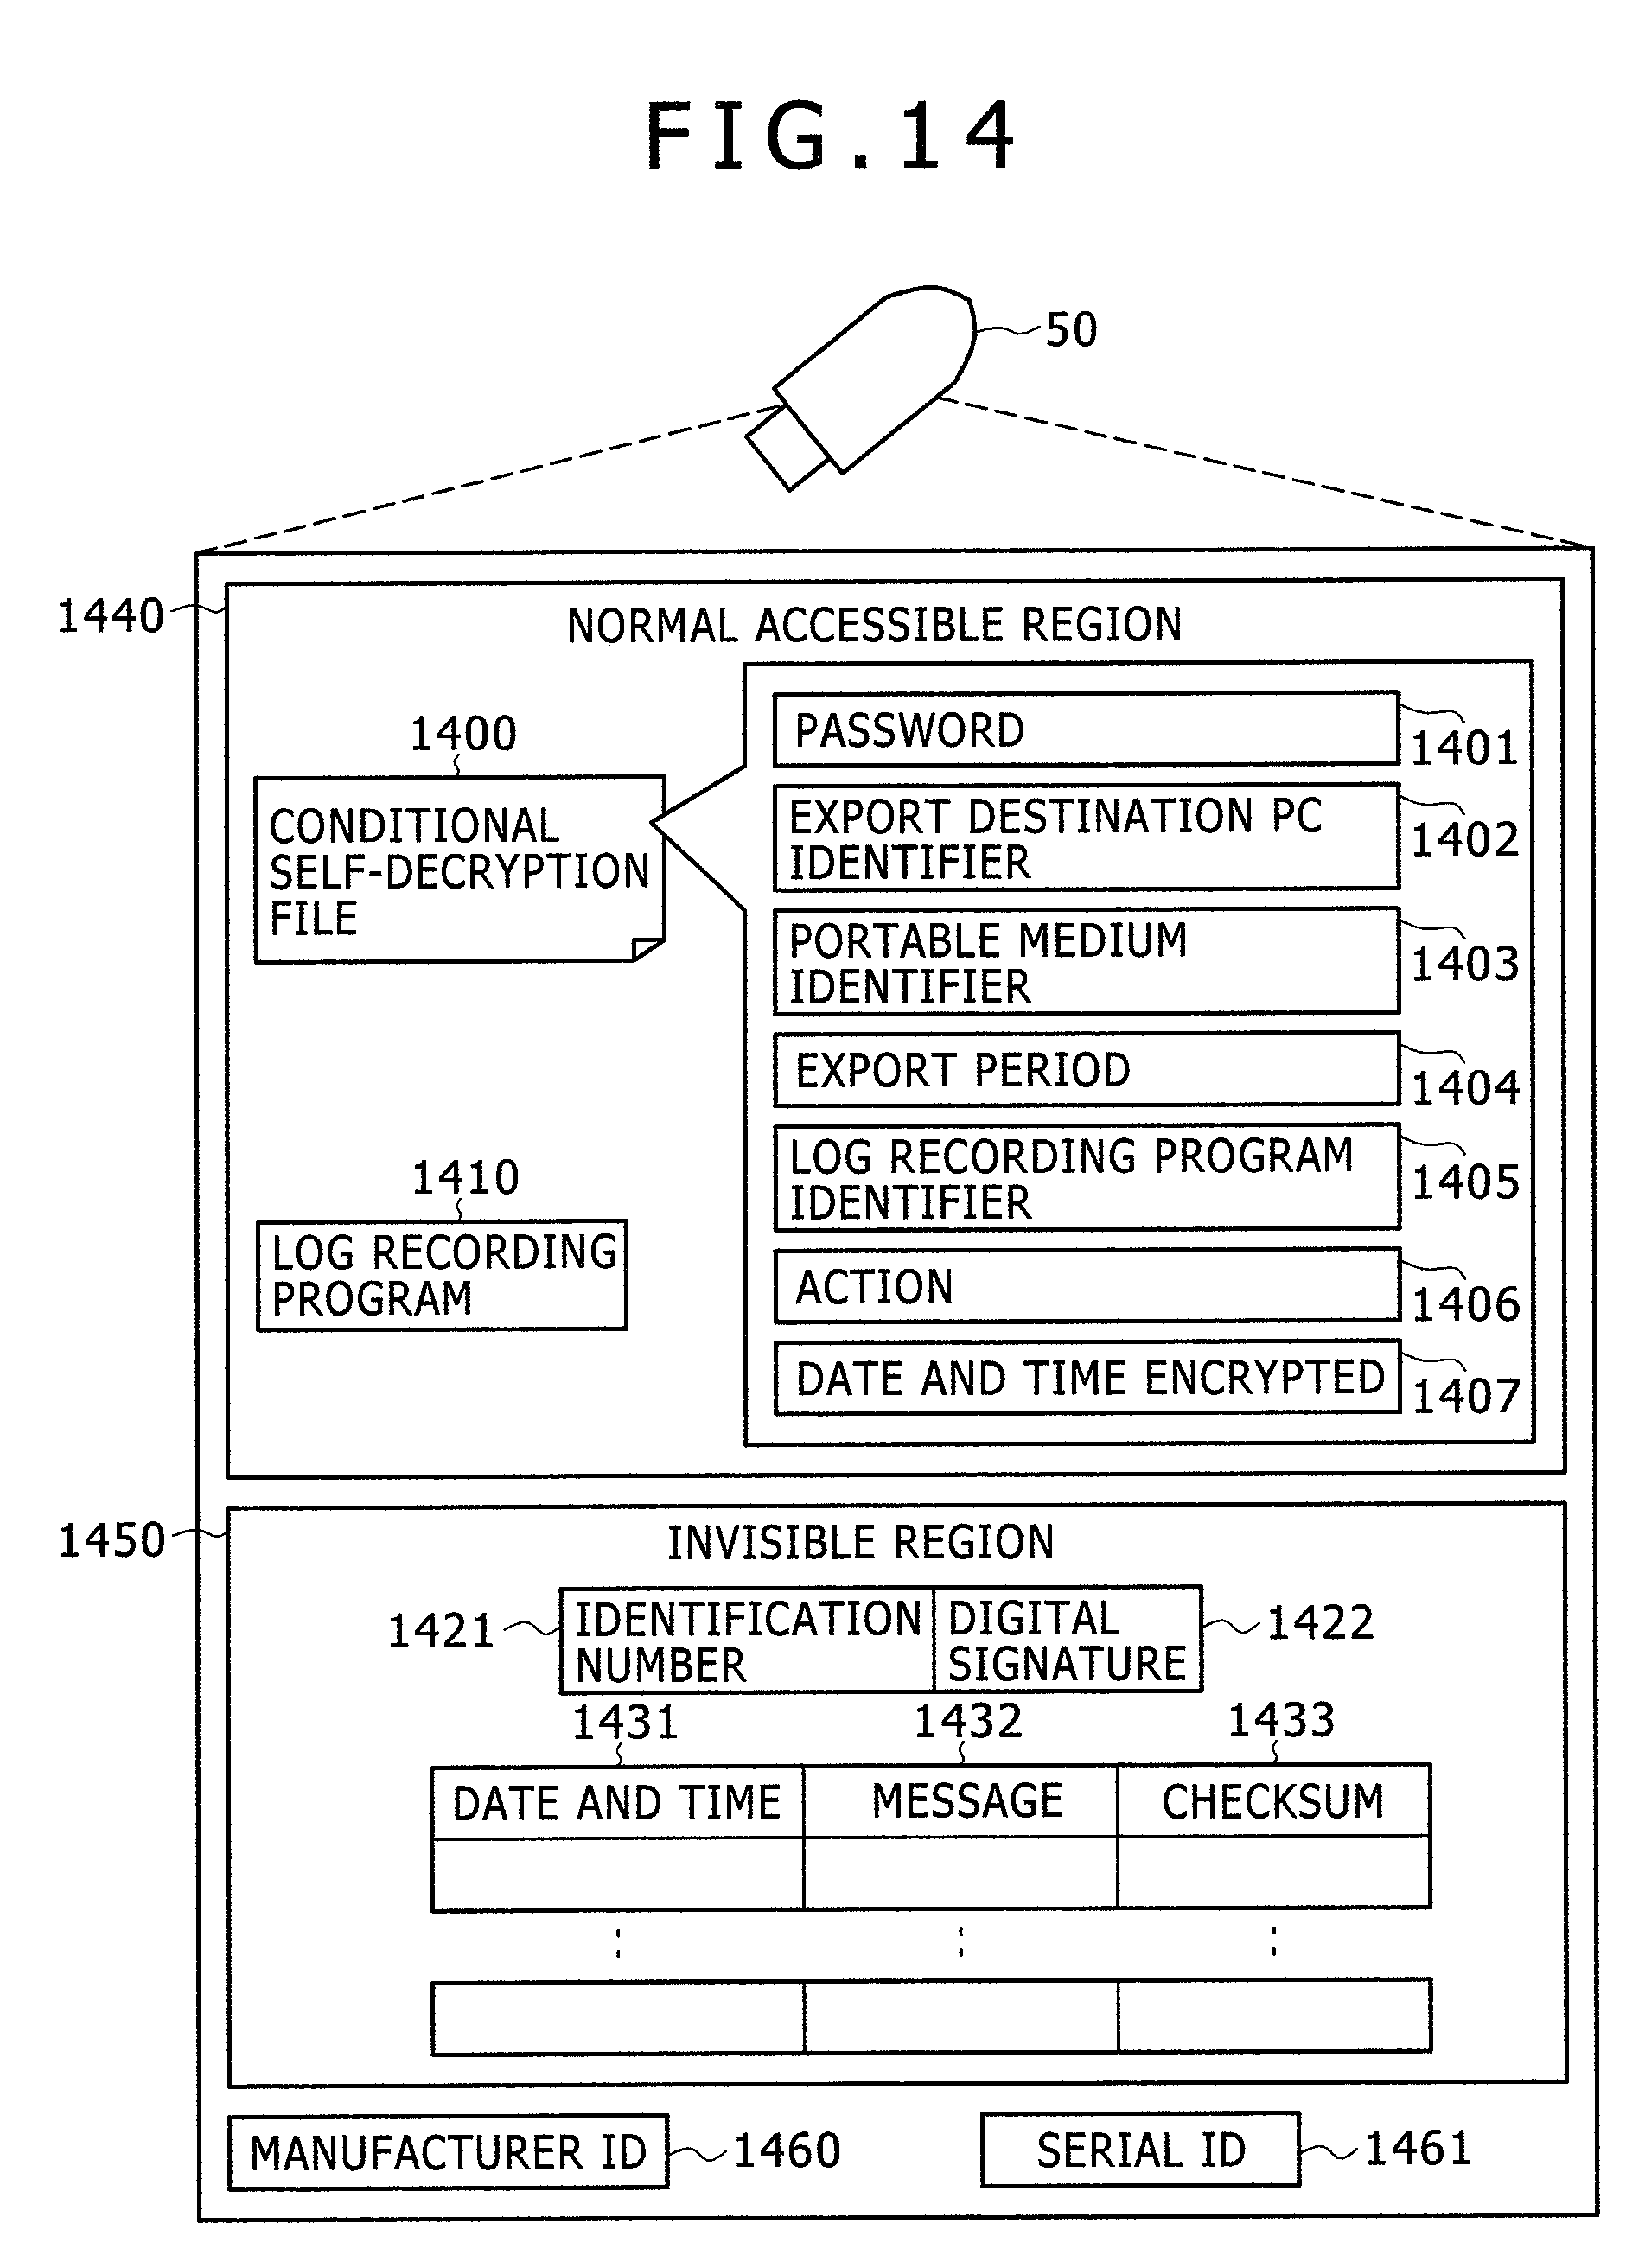 FIG.14
50
1440
NORMAL ACCESSIBLE REGION
1400
CONDITIONAL
SELF-DECRYPTION
FILE
PASSWORD
1401
EXPORT DESTINATION PC
IDENTIFIER
1402
PORTABLE MEDIUM
IDENTIFIER
1403
EXPORT PERIOD
1404
1410
LOG RECORDING
PROGRAM
LOG RECORDING PROGRAM
IDENTIFIER
1405
ACTION
1406
DATE AND TIME ENCRYPTED
1407
1450
INVISIBLE REGION
1421
IDENTIFICATION
NUMBER
DIGITAL
SIGNATURE
1422
1431
1432
1433
DATE AND TIME
MESSAGE
CHECKSUM
MANUFACTURER ID
1460
SERIAL ID
1461